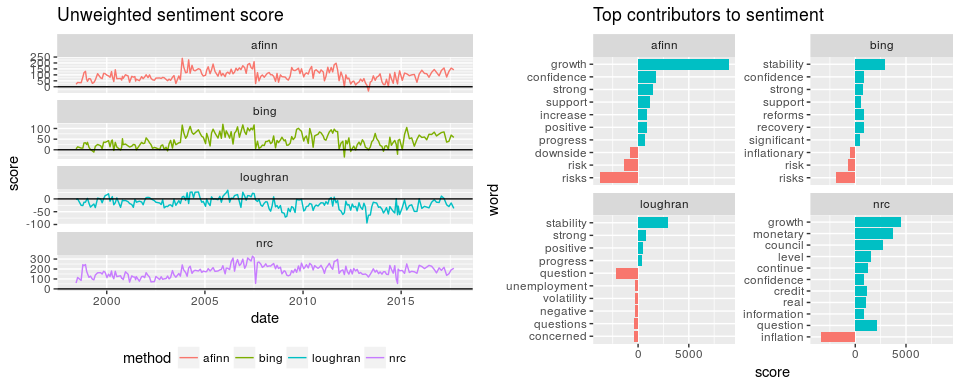 Unweighted sentiment score
afinn
250
200
150
100
50
0
bing
100
50
0
loughran
0
-50
-100
nrc
300
200
100
0
2000 2005 2010 2015
score
date
method afinn bing loughran nrc
Top contributors to sentiment
afinn
growth
confidence
strong
support
increase
positive
progress
downside
risk
risks
bing
stability
confidence
strong
support
reforms
recovery
significant
inflationary
risk
risks
loughran
stability
strong
positive
progress
question
unemployment
volatility
negative
questions
concerned
0 5000
nrc
growth
monetary
council
level
continue
confidence
credit
real
information
question
inflation
0 5000
word
score